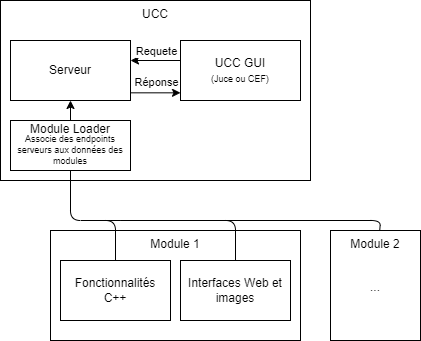 UCC
Requete
Serveur
UCC GUI
(Juce ou CEF)
Réponse
Module Loader
Associe des endpoints
serveurs aux données des
modules
Module 1
Module 2
Fonctionnalités
C++
Interfaces Web et
images
...